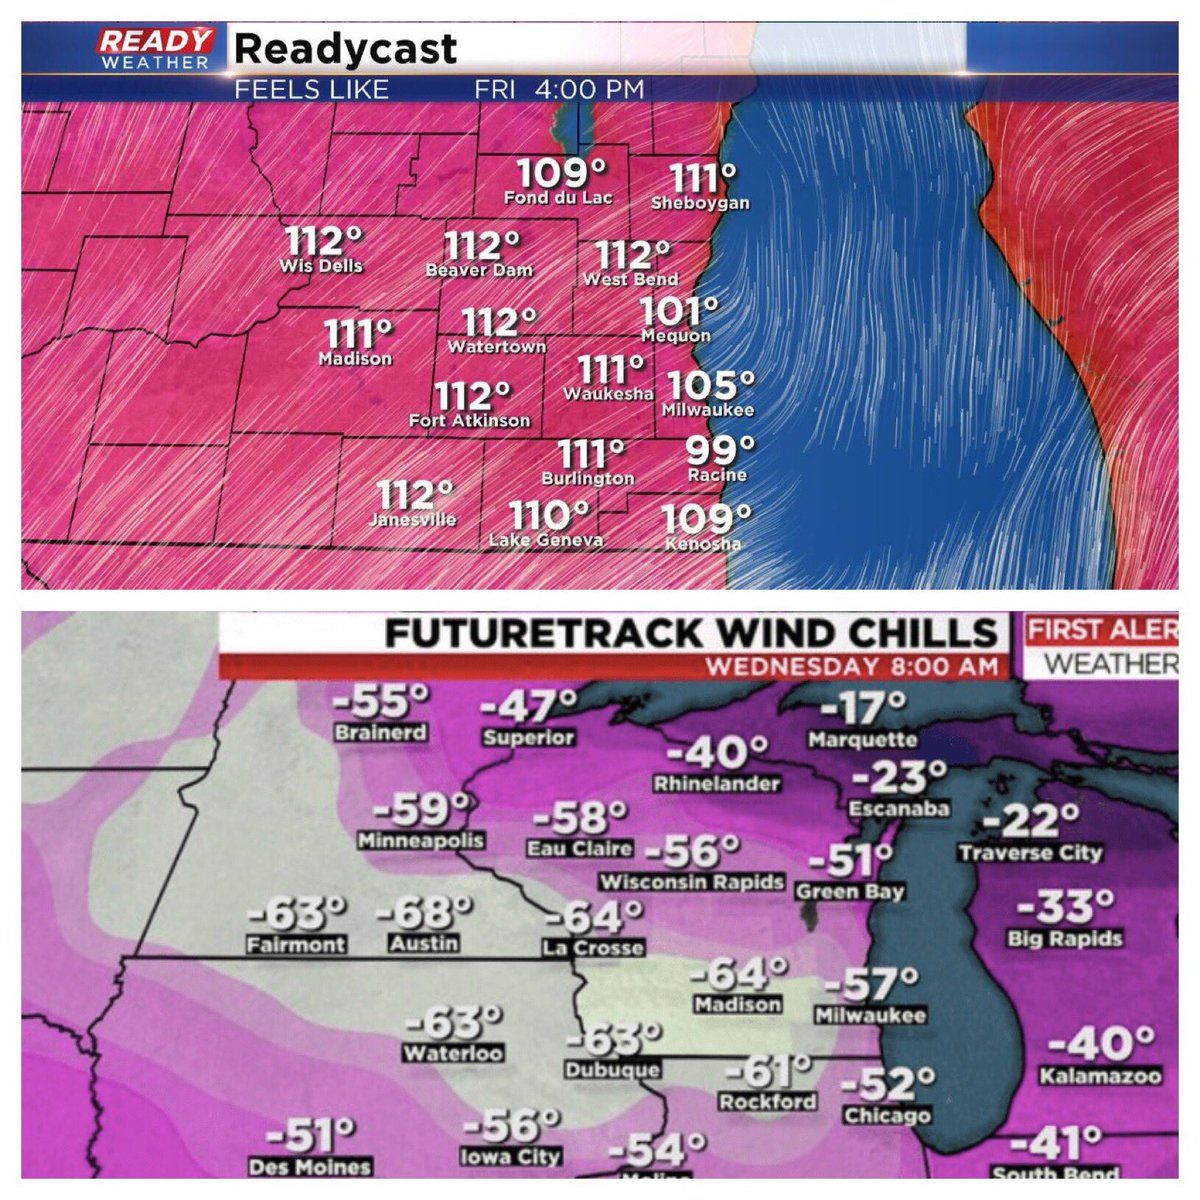 READY
WEATHER
Readycast
FEELS LIKE FRI 4:00 PM
109°
Fond du Lac
111°
Sheboygan
112°
Wis Dells
112°
Beaver Dam
112°
West Bend
101°
Mequon
111°
Madison
112°
Watertown
111°
Waukesha
105°
Milwaukee
112°
Fort Atkinson
111°
Burlington
99°
Racine
112°
Janesville
110°
Lake Geneva
109°
Kenosha
FUTURETRACK WIND CHILLS
WEDNESDAY 8:00 AM
FIRST ALER
WEATHER
-55°
Brainerd
-47°
Superior
-17°
Marquette
-40°
Rhinelander
-23°
Escanaba
-59°
Minneapolis
-58°
Eau Claire
-22°
Traverse City
-56°
Wisconsin Rapids
-51°
Green Bay
-63°
Fairmont
-68°
Austin
-64°
La Crosse
-33°
Big Rapids
-64°
Madison
-57°
Milwaukee
-63°
Waterloo
-63°
Dubuque
-40°
Kalamazoo
-61°
Rockford
-52°
Chicago
-51°
Des Moines
-56°
Iowa City
-54°
-41°
South Bend